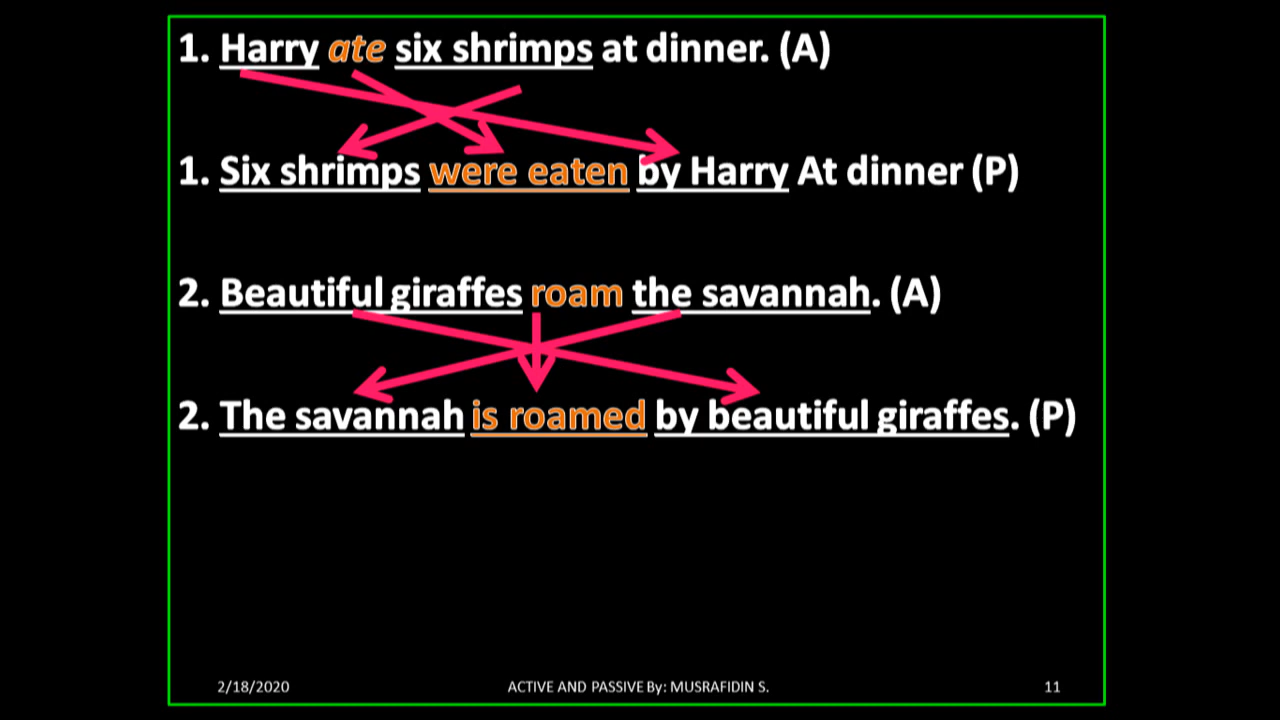 1. Harry ate six shrimps at dinner. (A)
1. Six shrimps were eaten by Harry At dinner (P)
2. Beautiful giraffes roam the savannah. (A)
2. The savannah is roamed by beautiful giraffes. (P)
2/18/2020 ACTIVE AND PASSIVE By: MUSRAFIDIN S. 11